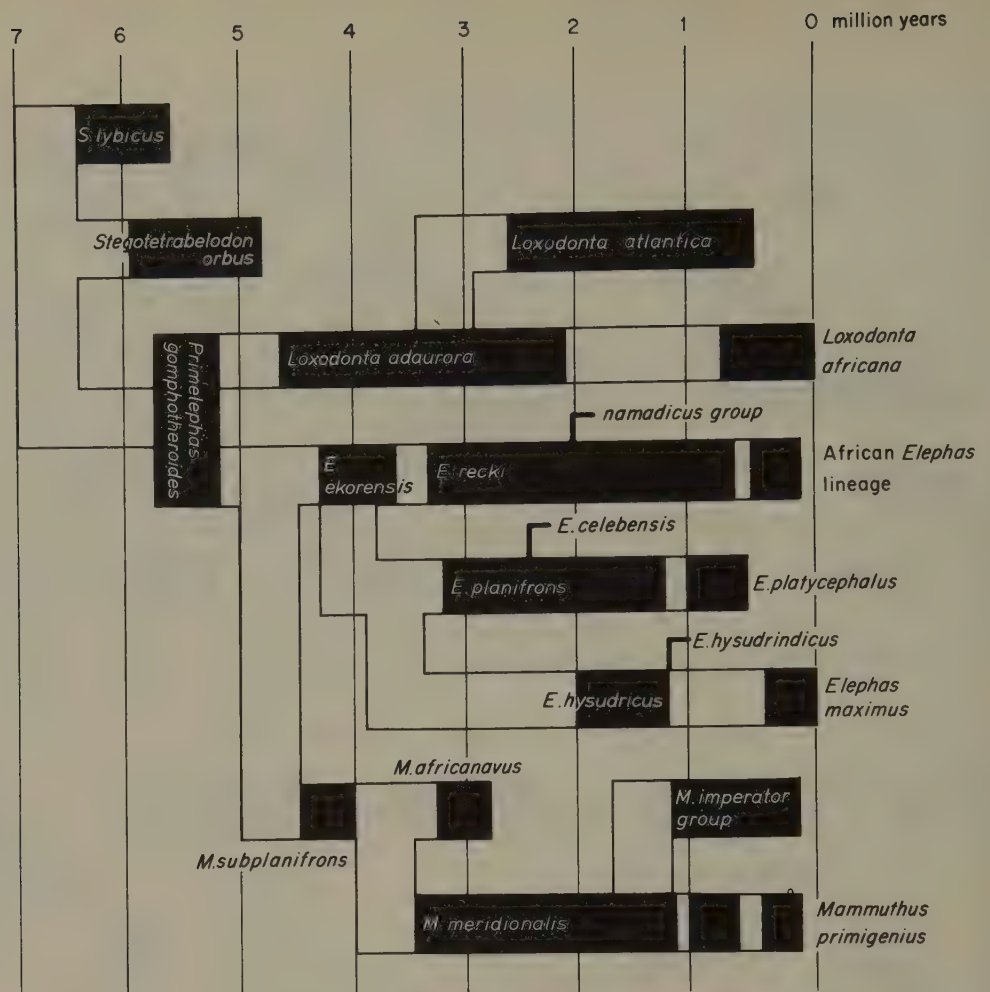 7 6 5 4 3 2 1 0 million years
S lybicus
Stegotetrabelodon
orbus
Loxodonta atlantica
Primelephas
gomphotheroides
Loxodonta adaurora
Loxodonta
africana
namadicus group
E
ekorensis
E recki
African Elephas
lineage
E.celebensis
E.planifrons
E.platycephalus
E.hysudrindicus
E.hysudricus
Elephas
maximus
M.africanavus
M.subplanifrons
M.imperator
group
M meridionalis
Mammuthus
primigenius